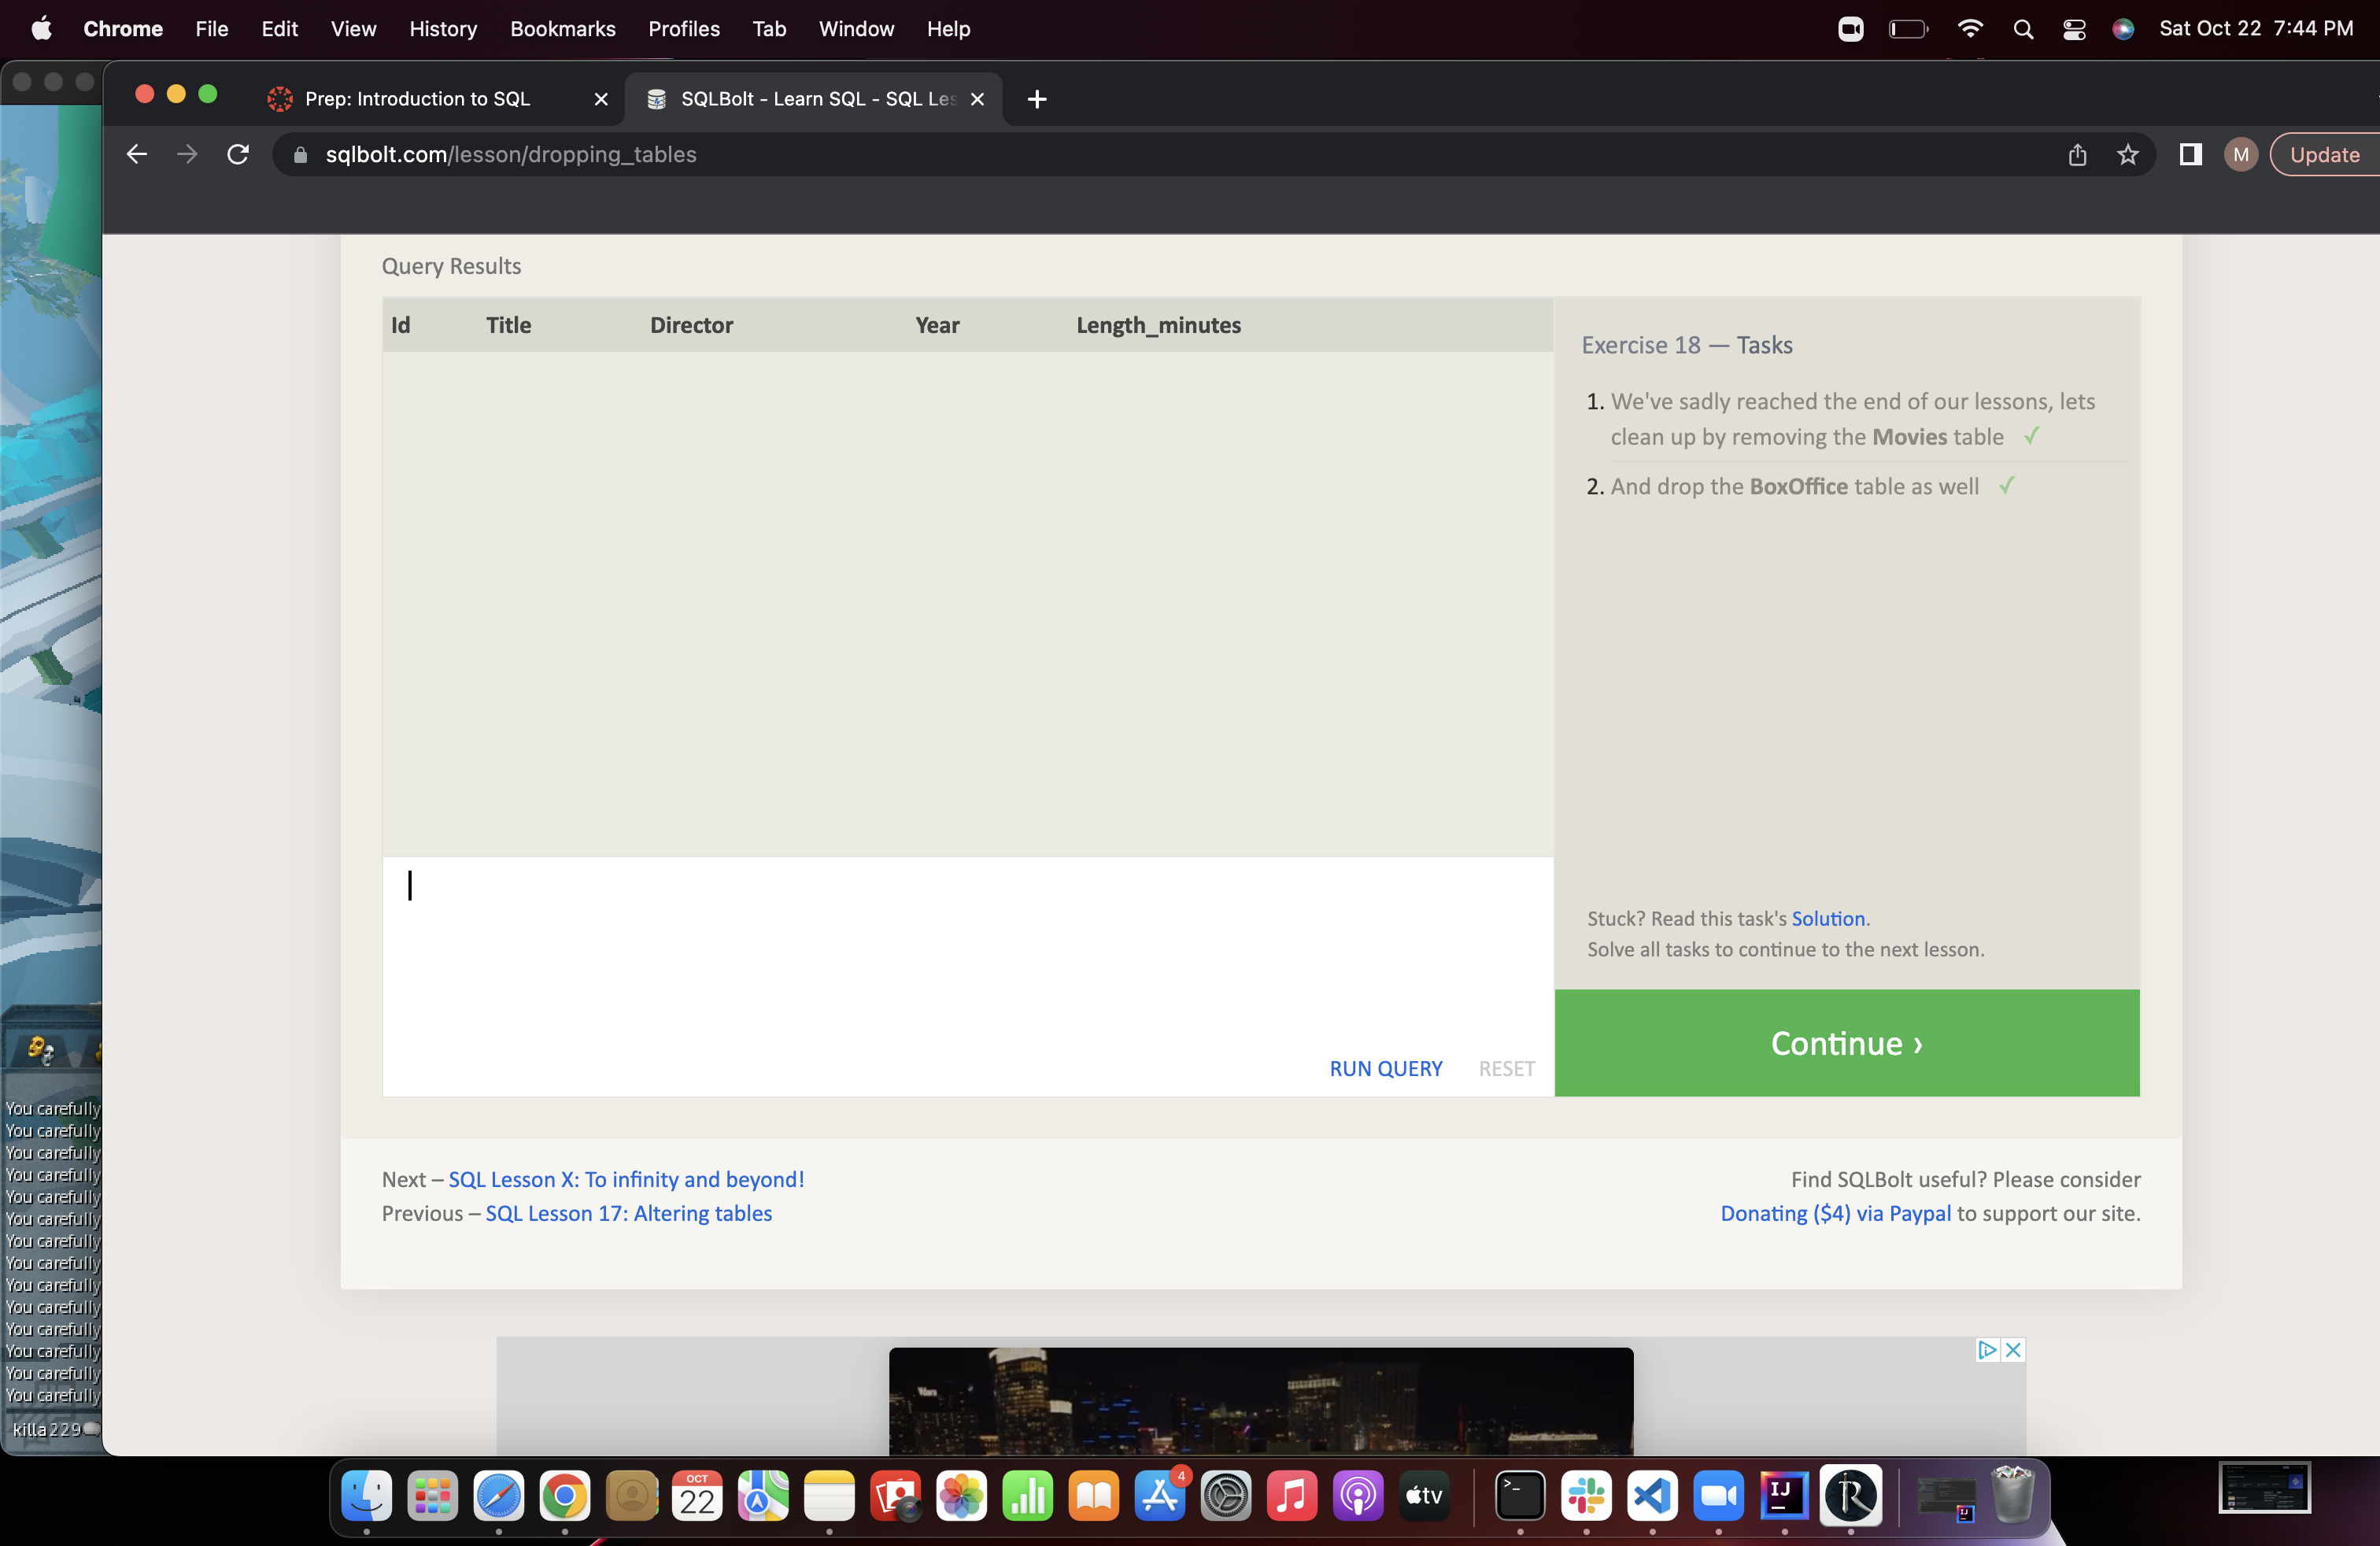 Chrome File Edit View History Bookmarks Profiles Tab Window Help Sat Oct 22 7:44 PM
Prep: Introduction to SQL
SQLBolt - Learn SQL - SQL Les
sqlbolt.com/lesson/dropping_tables
M
Update
Query Results
Id Title Director Year Length_minutes
Exercise 18 — Tasks
1. We've sadly reached the end of our lessons, lets
clean up by removing the Movies table ✓
2. And drop the BoxOffice table as well ✓
Stuck? Read this task's Solution.
Solve all tasks to continue to the next lesson.
RUN QUERY RESET
Continue ›
Next – SQL Lesson X: To infinity and beyond!
Previous – SQL Lesson 17: Altering tables
Find SQLBolt useful? Please consider
Donating ($4) via Paypal to support our site.
You carefully
You carefully
You carefully
You carefully
You carefully
You carefully
You carefully
You carefully
You carefully
You carefully
You carefully
You carefully
You carefully
You carefully
killa229
OCT
22
4
tv
>_
IJ
R
IJ